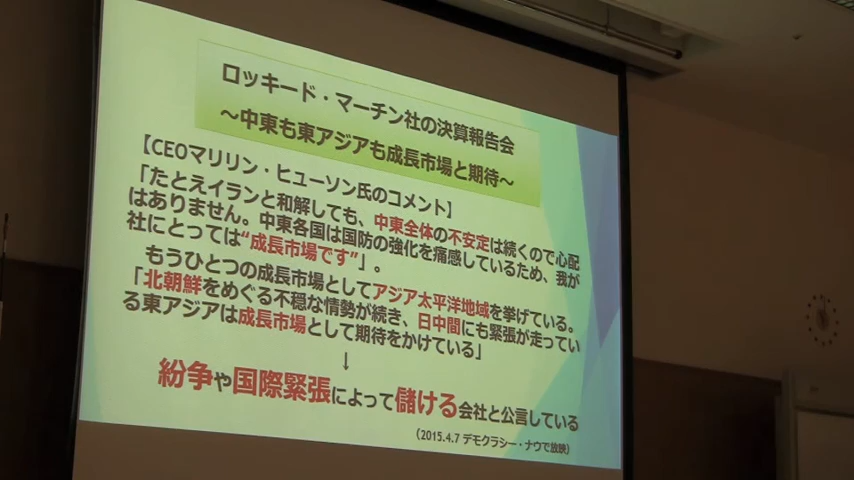 ロッキード・マーチン社の決算報告会
～中東も東アジアも成長市場と期待～
【CEOマリリン・ヒューソン氏のコメント】
「たとえイランと和解しても、中東全体の不安定は続くので心配
はありません。中東各国は国防の強化を痛感しているため、我が
社にとっては“成長市場です”」。
もうひとつの成長市場としてアジア太平洋地域を挙げている。
「北朝鮮をめぐる不穏な情勢が続き、日中間にも緊張が走ってい
る東アジアは成長市場として期待をかけている」
↓
紛争や国際緊張によって儲ける会社と公言している
（2015.4.7 デモクラシー・ナウで放映）